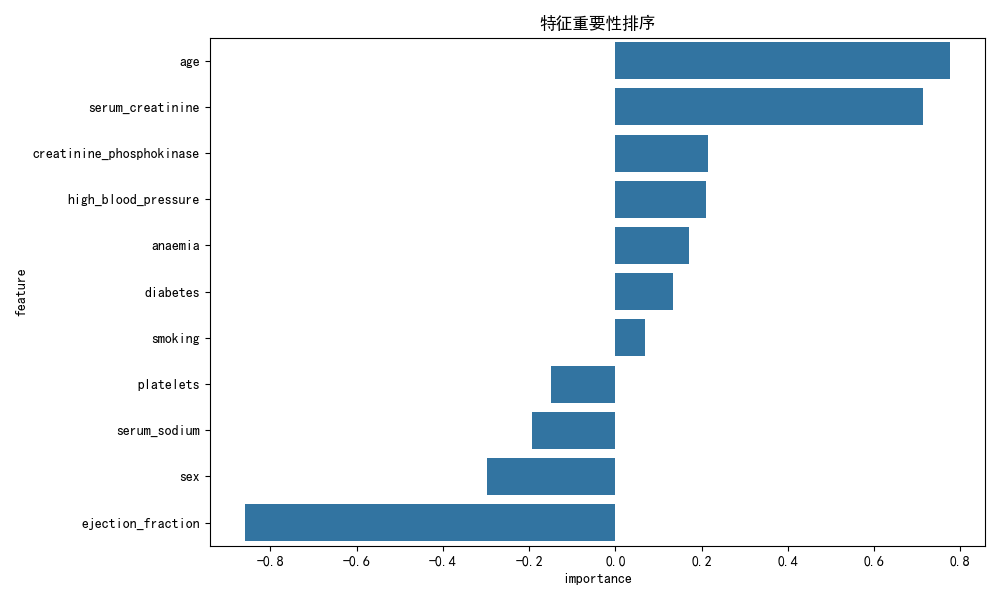 特征重要性排序
age
serum_creatinine
creatinine_phosphokinase
high_blood_pressure
anaemia
diabetes
smoking
platelets
serum_sodium
sex
ejection_fraction
feature
-0.8 -0.6 -0.4 -0.2 0.0 0.2 0.4 0.6 0.8
importance